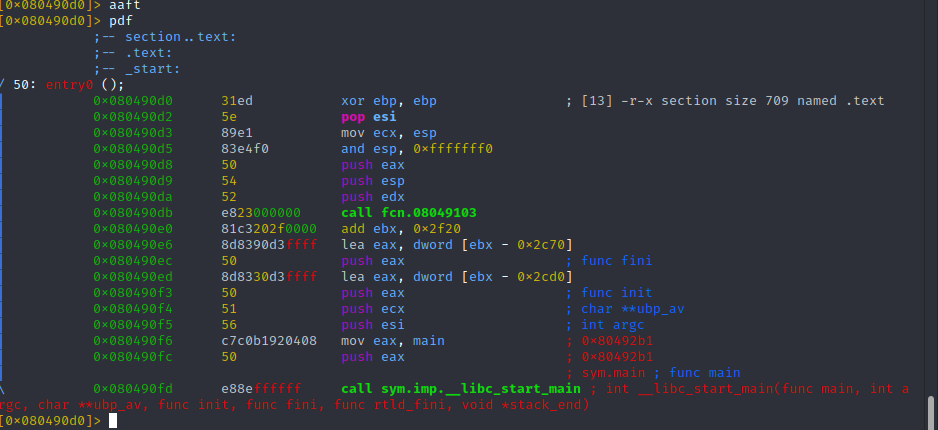 [0×080490d0]> aaft
[0×080490d0]> pdf
;-- section..text:
;-- .text:
;-- _start:
/ 50: entry0 ();
0×080490d0 31ed xor ebp, ebp ; [13] -r-x section size 709 named .text
0×080490d2 5e pop esi
0×080490d3 89e1 mov ecx, esp
0×080490d5 83e4f0 and esp, 0×fffffff0
0×080490d8 50 push eax
0×080490d9 54 push esp
0×080490da 52 push edx
0×080490db e823000000 call fcn.08049103
0×080490e0 81c3202f0000 add ebx, 0×2f20
0×080490e6 8d8390d3ffff lea eax, dword [ebx - 0×2c70]
0×080490ec 50 push eax ; func fini
0×080490ed 8d8330d3ffff lea eax, dword [ebx - 0×2cd0]
0×080490f3 50 push eax ; func init
0×080490f4 51 push ecx ; char **ubp_av
0×080490f5 56 push esi ; int argc
0×080490f6 c7c0b1920408 mov eax, main ; 0×80492b1
0×080490fc 50 push eax ; 0×80492b1
; sym.main ; func main
\ 0×080490fd e88effffff call sym.imp.__libc_start_main ; int __libc_start_main(func main, int a
rgc, char **ubp_av, func init, func fini, func rtld_fini, void *stack_end)
[0×080490d0]>